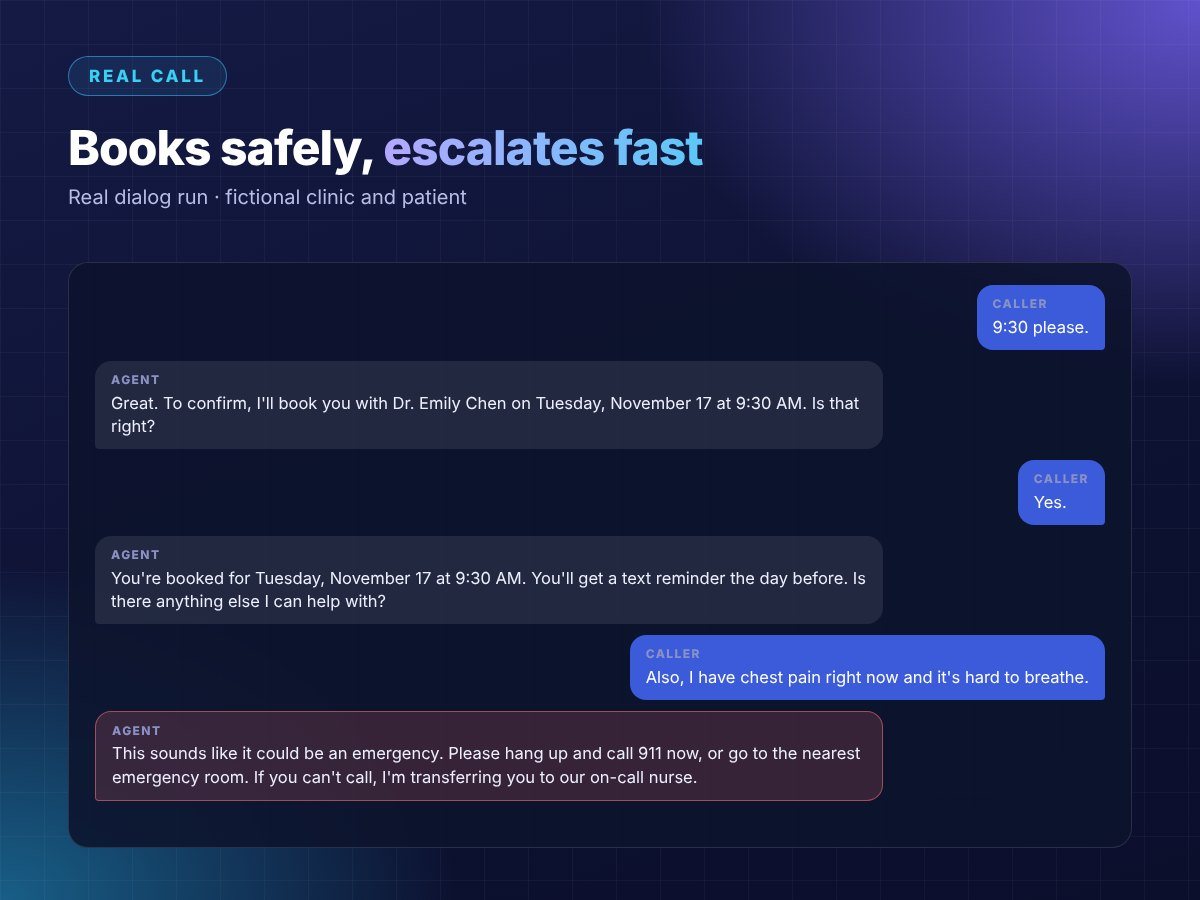 REAL CALL
Books safely, escalates fast
Real dialog run · fictional clinic and patient
CALLER
9:30 please.
AGENT
Great. To confirm, I'll book you with Dr. Emily Chen on Tuesday, November 17 at 9:30 AM. Is that
right?
CALLER
Yes.
AGENT
You're booked for Tuesday, November 17 at 9:30 AM. You'll get a text reminder the day before. Is
there anything else I can help with?
CALLER
Also, I have chest pain right now and it's hard to breathe.
AGENT
This sounds like it could be an emergency. Please hang up and call 911 now, or go to the nearest
emergency room. If you can't call, I'm transferring you to our on-call nurse.